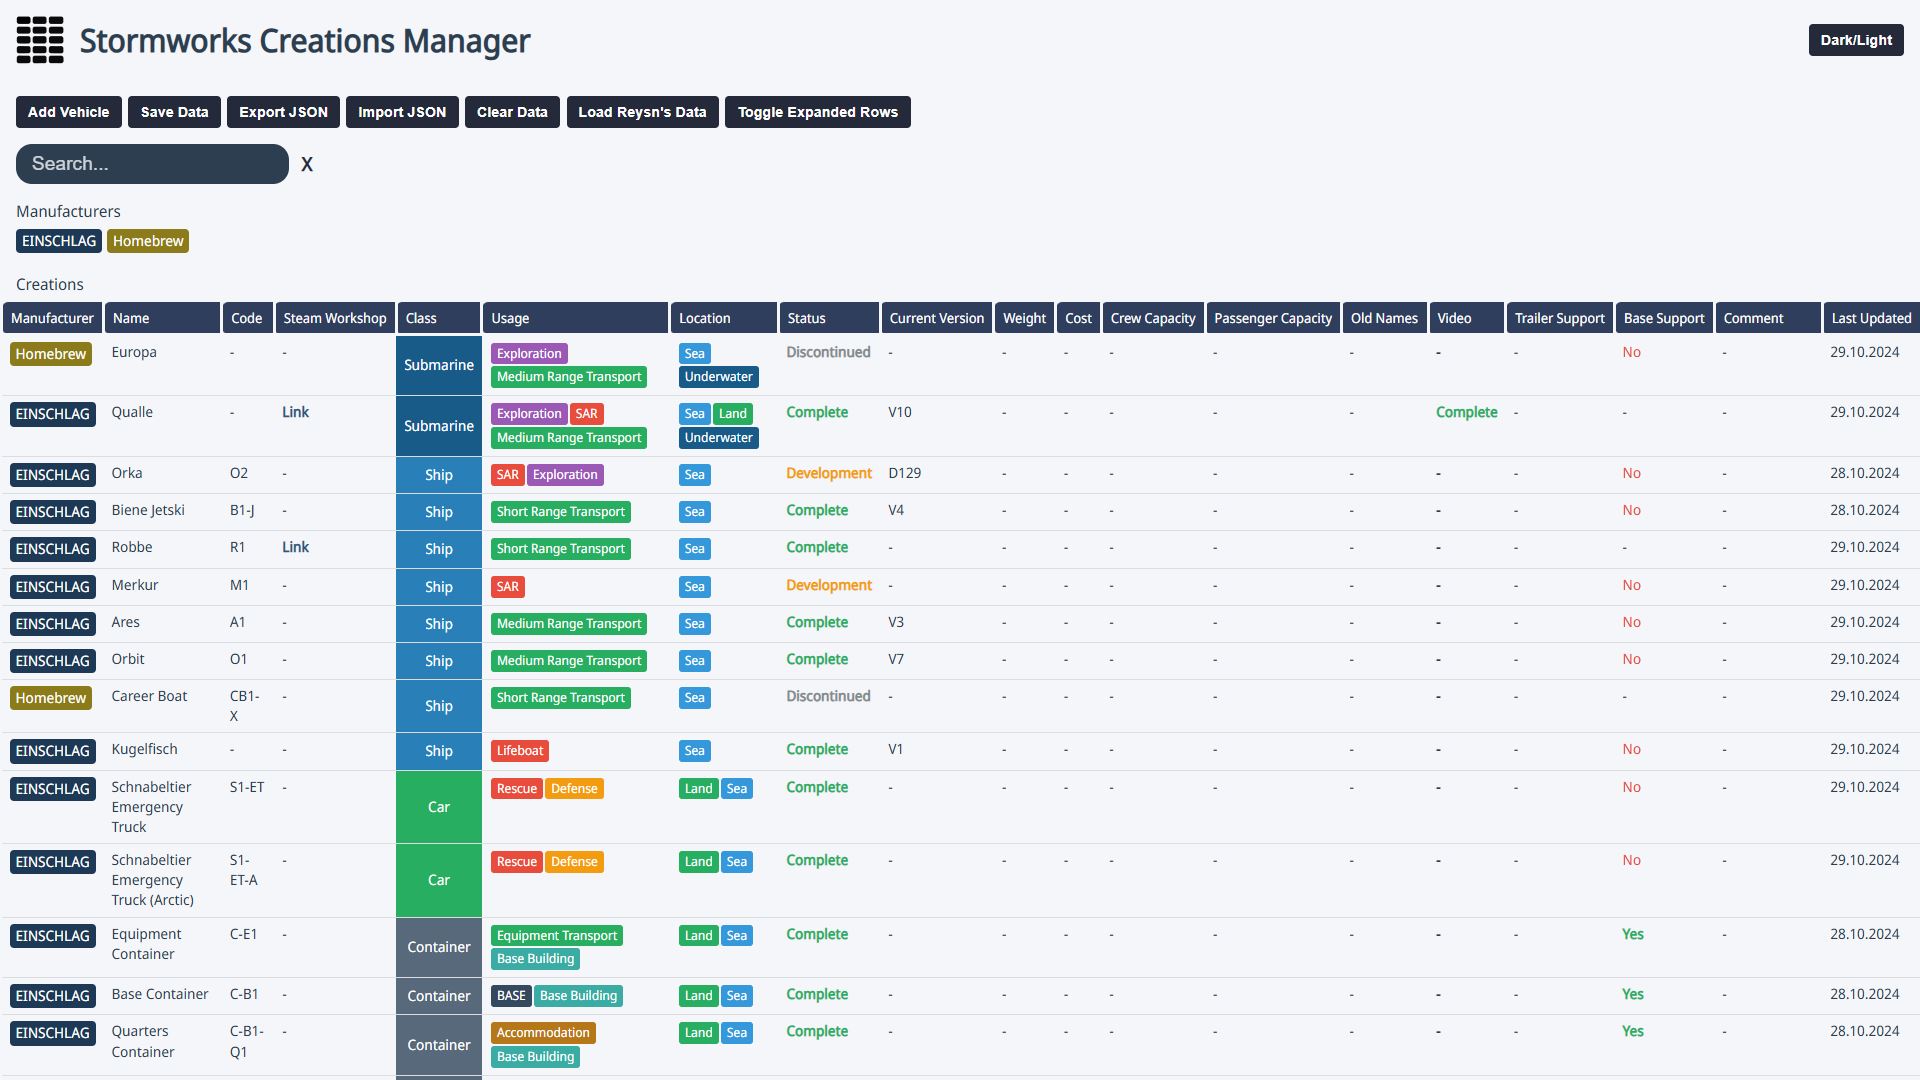 Stormworks Creations Manager
Dark/Light
Add Vehicle Save Data Export JSON Import JSON Clear Data Load Reysn's Data Toggle Expanded Rows
Search... X
Manufacturers
EINSCHLAG Homebrew
Creations
Manufacturer Name Code Steam Workshop Class Usage Location Status Current Version Weight Cost Crew Capacity Passenger Capacity Old Names Video Trailer Support Base Support Comment Last Updated
Homebrew Europa - - Submarine Exploration Medium Range Transport Sea Underwater Discontinued - - - - - - - - No - 29.10.2024
EINSCHLAG Qualle - Link Submarine Exploration SAR Medium Range Transport Sea Land Underwater Complete V10 - - - - - Complete - - - 29.10.2024
EINSCHLAG Orka O2 - Ship SAR Exploration Sea Development D129 - - - - - - - No - 28.10.2024
EINSCHLAG Biene Jetski B1-J - Ship Short Range Transport Sea Complete V4 - - - - - - - No - 28.10.2024
EINSCHLAG Robbe R1 Link Ship Short Range Transport Sea Complete - - - - - - - - - - 29.10.2024
EINSCHLAG Merkur M1 - Ship SAR Sea Development - - - - - - - - No - 29.10.2024
EINSCHLAG Ares A1 - Ship Medium Range Transport Sea Complete V3 - - - - - - - No - 29.10.2024
EINSCHLAG Orbit O1 - Ship Medium Range Transport Sea Complete V7 - - - - - - - No - 29.10.2024
Homebrew Career Boat CB1-X - Ship Short Range Transport Sea Discontinued - - - - - - - - - - 29.10.2024
EINSCHLAG Kugelfisch - - Ship Lifeboat Sea Complete V1 - - - - - - - No - 29.10.2024
EINSCHLAG Schnabeltier Emergency Truck S1-ET - Car Rescue Defense Land Sea Complete - - - - - - - - No - 29.10.2024
EINSCHLAG Schnabeltier Emergency Truck (Arctic) S1-ET-A - Car Rescue Defense Land Sea Complete - - - - - - - - No - 29.10.2024
EINSCHLAG Equipment Container C-E1 - Container Equipment Transport Base Building Land Sea Complete - - - - - - - - Yes - 28.10.2024
EINSCHLAG Base Container C-B1 - Container BASE Base Building Land Sea Complete - - - - - - - - Yes - 28.10.2024
EINSCHLAG Quarters Container C-B1-Q1 - Container Accommodation Base Building Land Sea Complete - - - - - - - - Yes - 28.10.2024